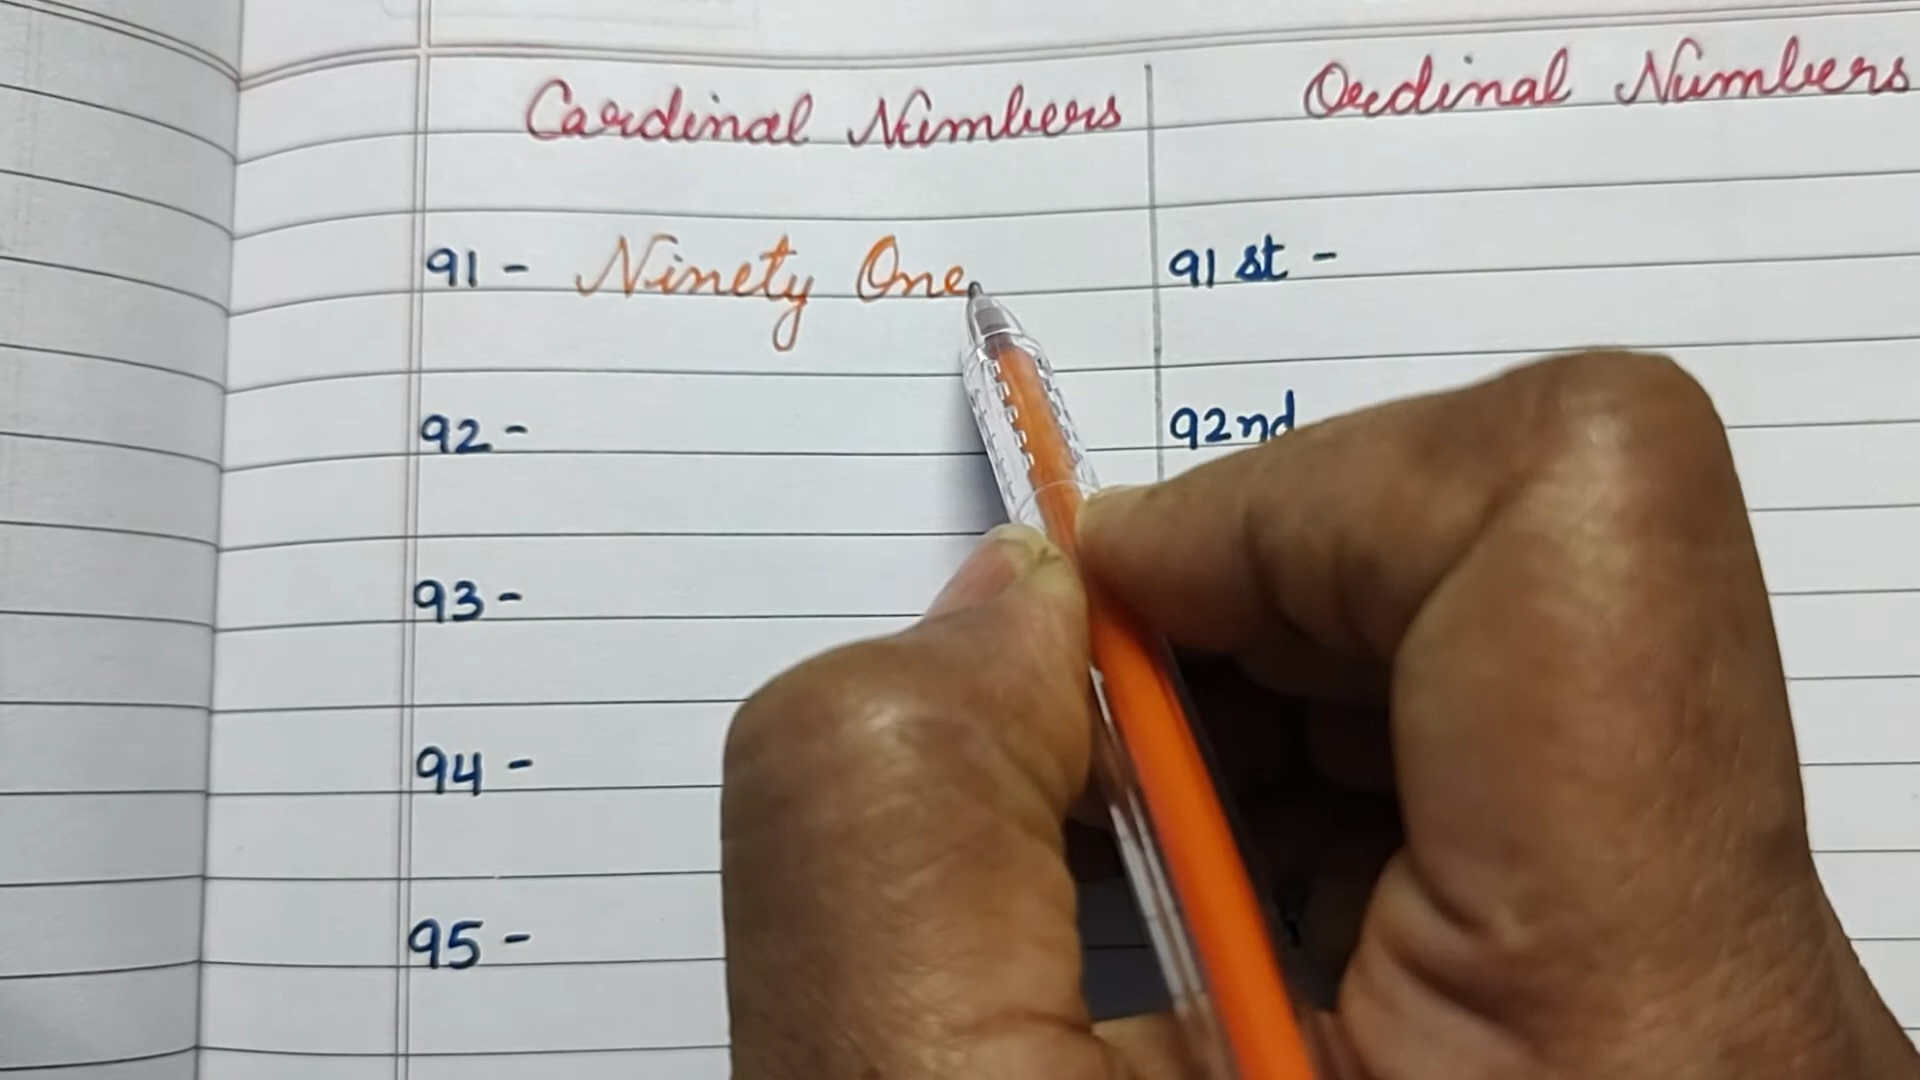 Cardinal Numbers
Ordinal Numbers
91 - Ninety One
91st -
92 -
92nd
93 -
94 -
95 -